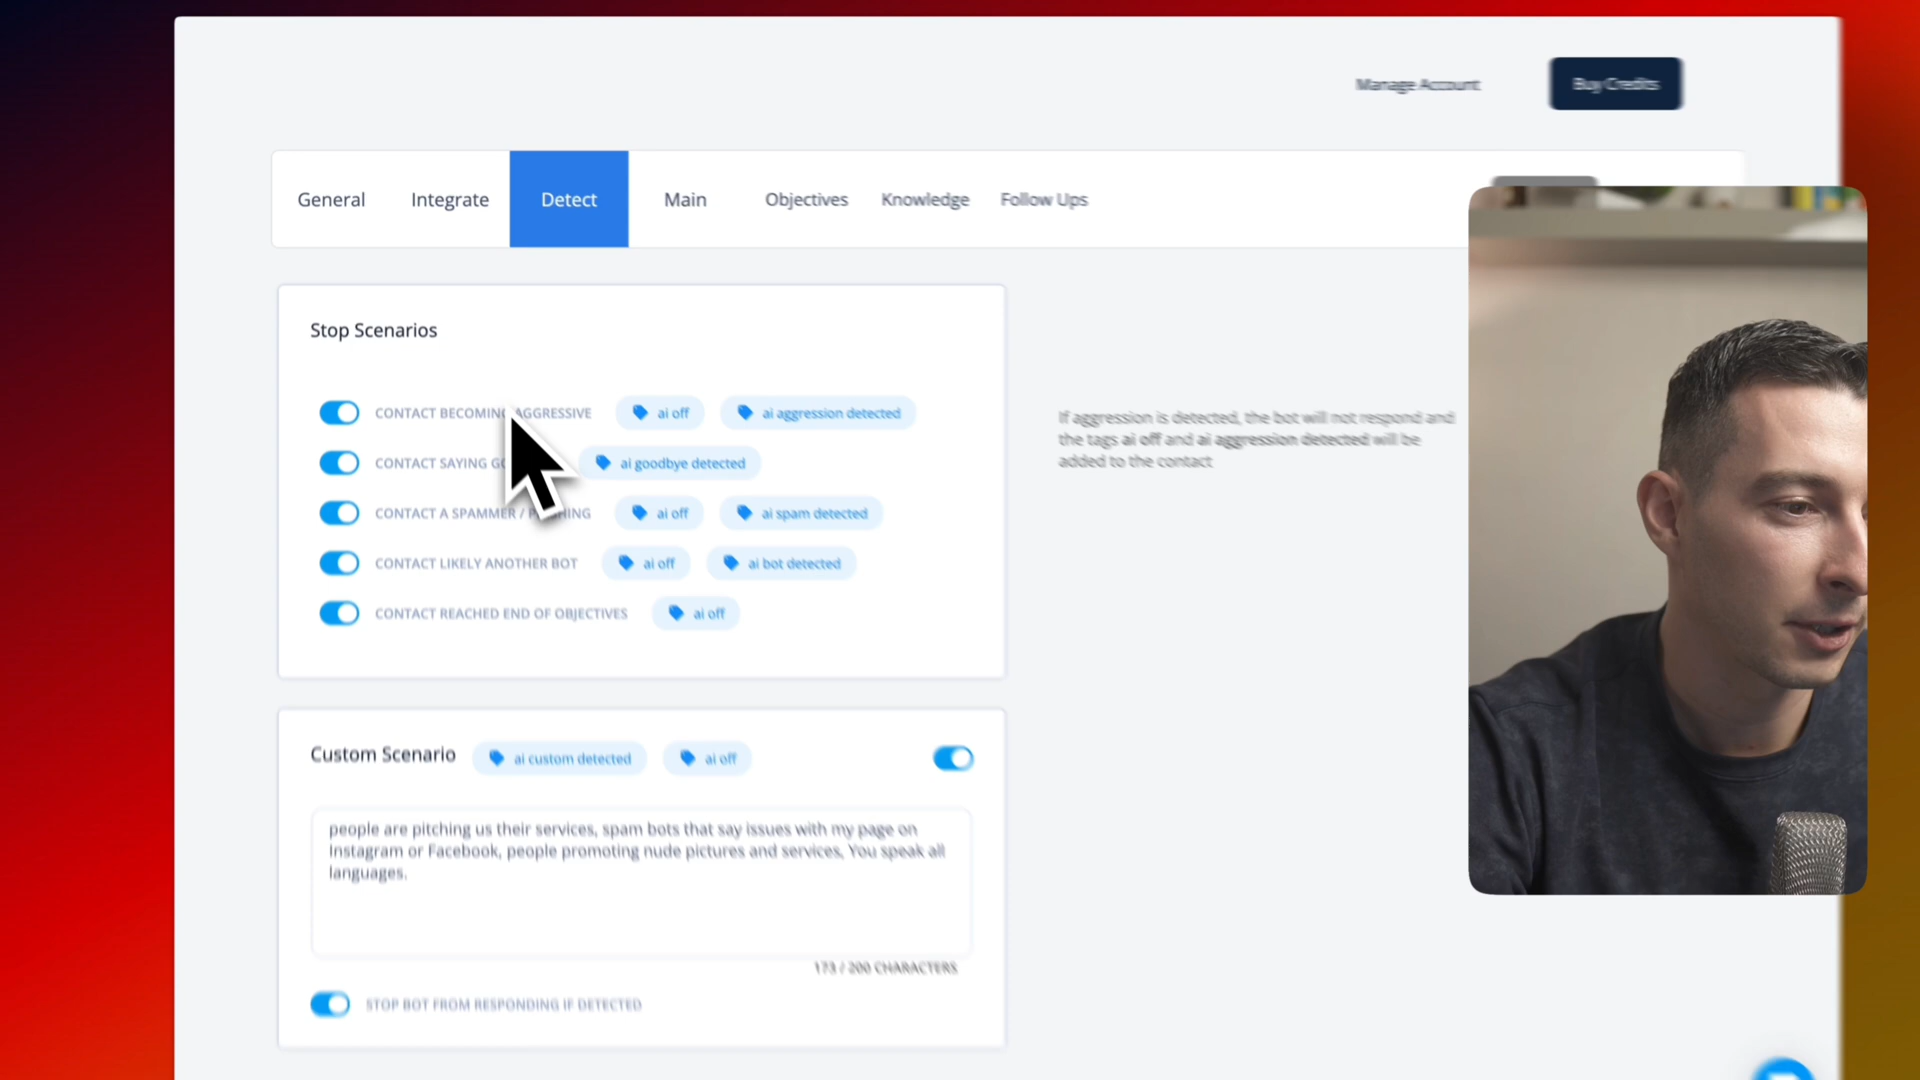 Manage Account
Buy Credits
General
Integrate
Detect
Main
Objectives
Knowledge
Follow Ups
Stop Scenarios
CONTACT BECOMING AGGRESSIVE
ai off
ai aggression detected
CONTACT SAYING
ai goodbye detected
CONTACT A SPAMMER /
ai off
ai spam detected
CONTACT LIKELY ANOTHER BOT
ai off
ai bot detected
CONTACT REACHED END OF OBJECTIVES
ai off
If aggression is detected, the bot will not respond and
the tags ai off and ai aggression detected will be
added to the contact
Custom Scenario
ai custom detected
ai off
people are pitching us their services, spam bots that say issues with my page on
Instagram or Facebook, people promoting nude pictures and services, You speak all
languages.
173 / 200 CHARACTERS
STOP BOT FROM RESPONDING IF DETECTED